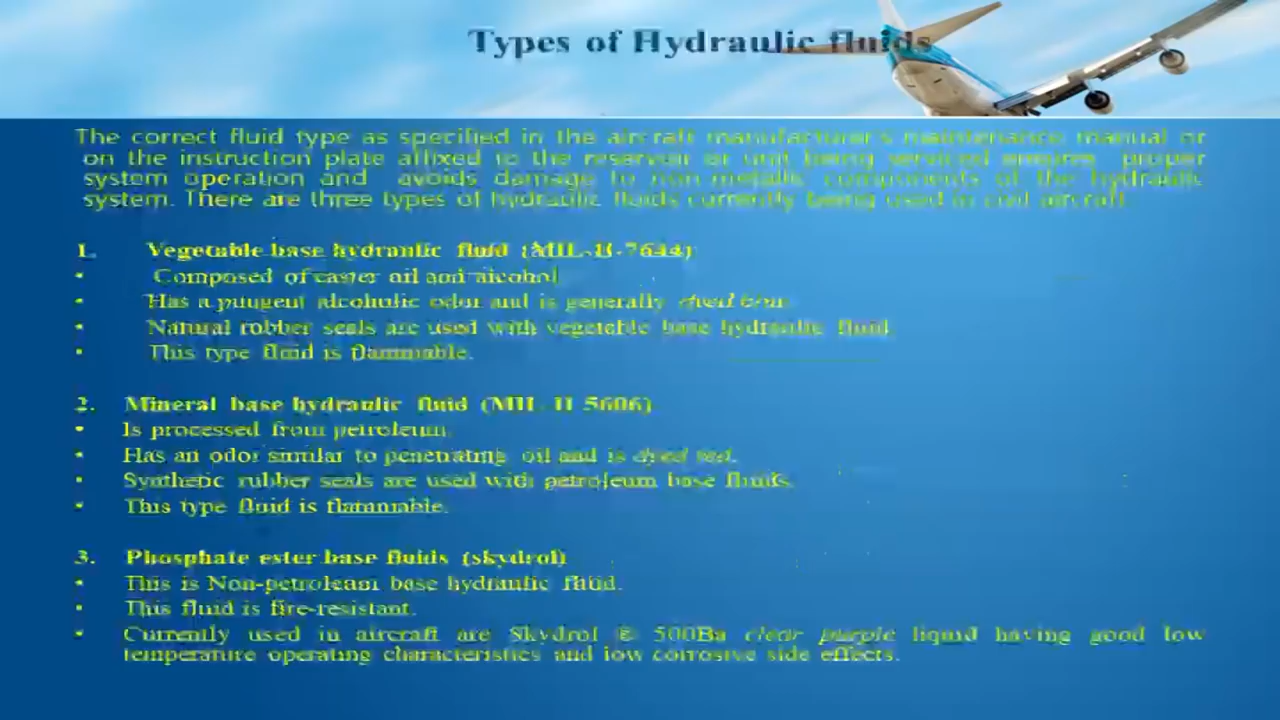 Types of Hydraulic fluids
The correct fluid type as specified in the aircraft manufacturer's maintenance manual or
on the instruction plate affixed to the reservoir or unit being serviced ensures proper
system operation and avoids damage to non metallic components of the hydraulic
system. There are three types of hydraulic fluids currently being used in civil aircraft.
1. Vegetable base hydraulic fluid (MIL-H-7644)
• Composed of caster oil and alcohol
• Has a pungent alcoholic odor and is generally dyed
• Natural rubber seals are used with vegetable base hydraulic fluid
• This type fluid is flammable.
2. Mineral base hydraulic fluid (MIL H 5606)
• Is processed from petroleum.
• Has an odor similar to penetrating oil and is dyed red.
• Synthetic rubber seals are used with petroleum base fluids.
• This type fluid is flammable.
3. Phosphate ester base fluids (skydrol)
• This is Non-petroleum base hydraulic fluid.
• This fluid is fire-resistant.
• Currently used in aircraft are Skydrol ® 500Ba clear purple liquid having good low
temperature operating characteristics and low corrosive side effects.